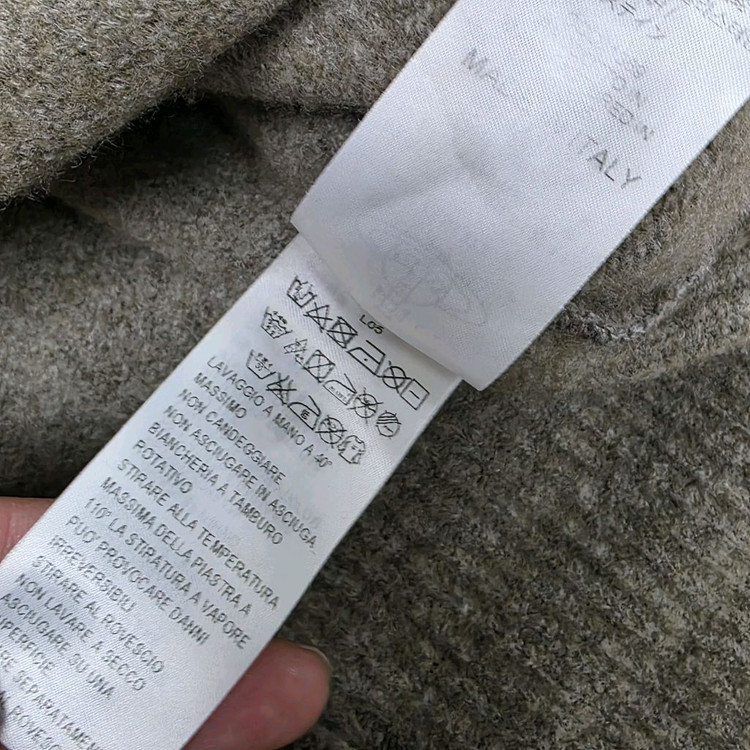 MADE IN ITALY
L05
LAVAGGIO A MANO A 40°
MASSIMO
NON CANDEGGIARE
NON ASCIUGARE IN ASCIUGA
BIANCHERIA A TAMBURO
ROTATIVO
STIRARE ALLA TEMPERATURA
MASSIMA DELLA PIASTRA A
110° LA STIRATURA A VAPORE
PUO' PROVOCARE DANNI
IRREVERSIBILI
STIRARE AL ROVESCIO
NON LAVARE A SECCO
ASCIUGARE SU UNA